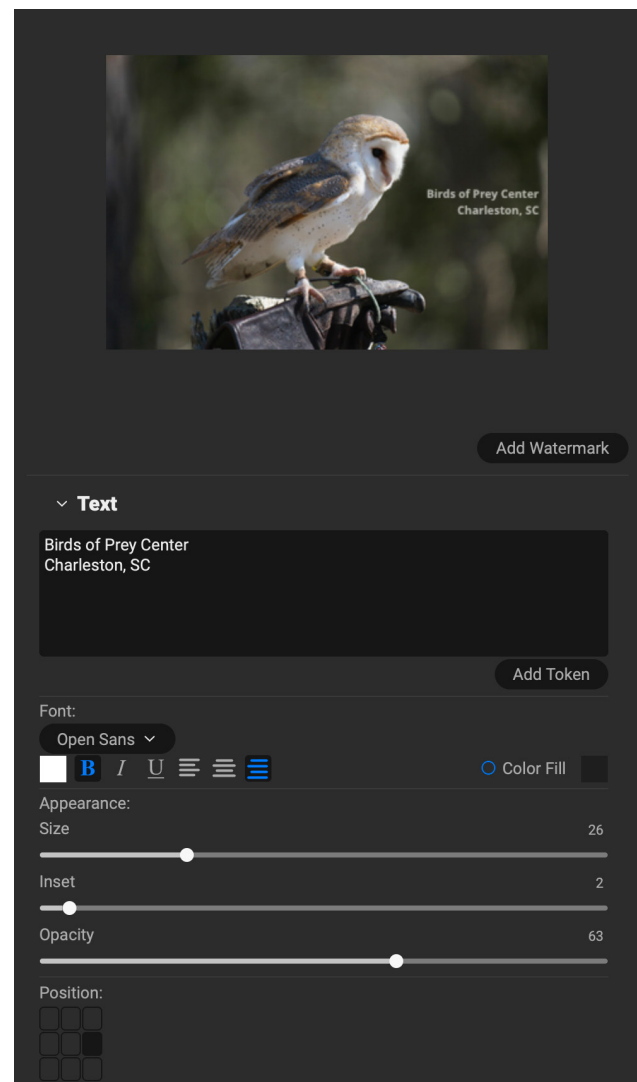 Birds of Prey Center
Charleston, SC
Add Watermark
Text
Birds of Prey Center
Charleston, SC
Add Token
Font:
Open Sans
B I U Color Fill
Appearance:
Size 26
Inset 2
Opacity 63
Position: